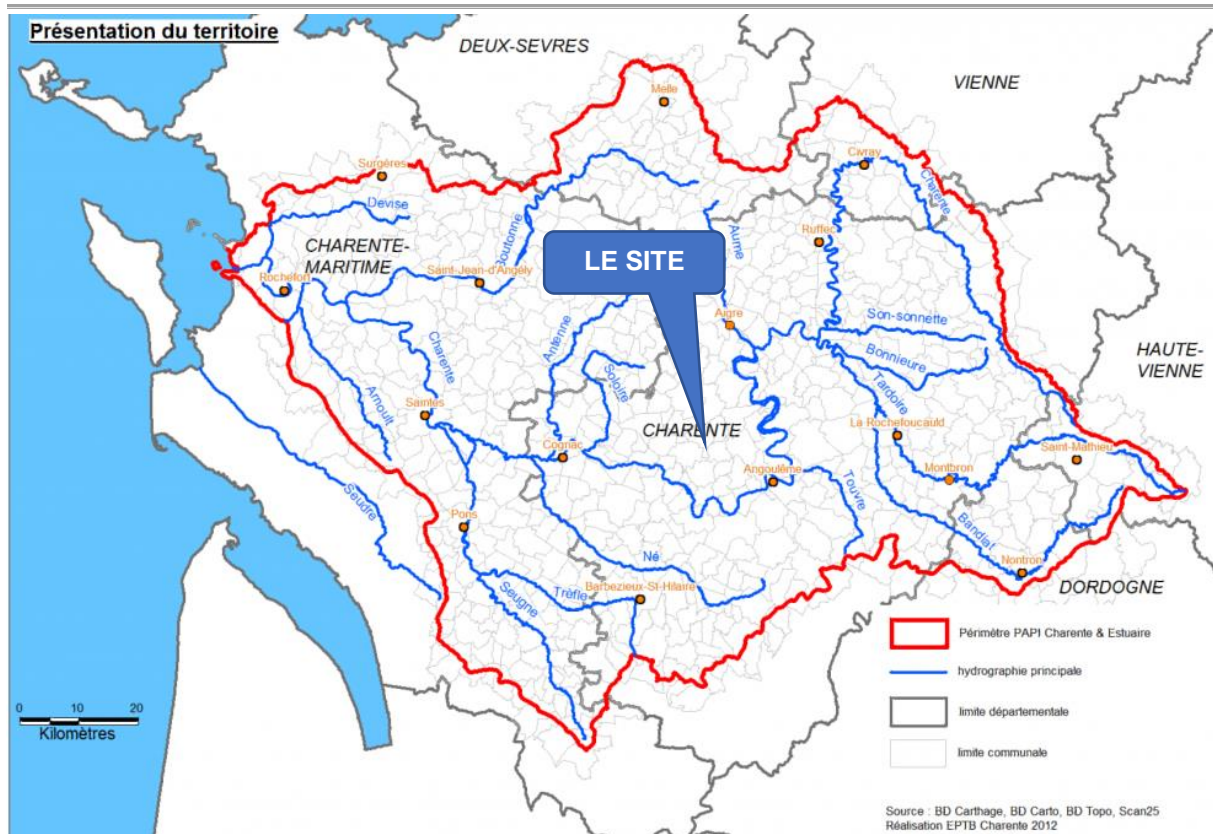 Présentation du territoire
DEUX-SEVRES
VIENNE
Melle
Civray
Surgères
Charente
Devise
Boutonne
Aume
Ruffec
CHARENTE-
MARITIME
LE SITE
Rochefort
Saint-Jean-d'Angély
Son-sonnette
Aigre
Antenne
Bonnieure
HAUTE-
VIENNE
Charente
Soloire
Tardoire
Arnoult
Saintes
CHARENTE
La Rochefoucauld
Cognac
Saint-Mathieu
Angoulême
Montbron
Touvre
Seudre
Pons
Bandiat
Né
Nontron
Barbezieux-St-Hilaire
Trèfle
Seugne
DORDOGNE
Périmètre PAPI Charente & Estuaire
hydrographie principale
limite départementale
limite communale
0 10 20
Kilomètres
Source : BD Carthage, BD Carto, BD Topo, Scan25
Réalisation EPTB Charente 2012